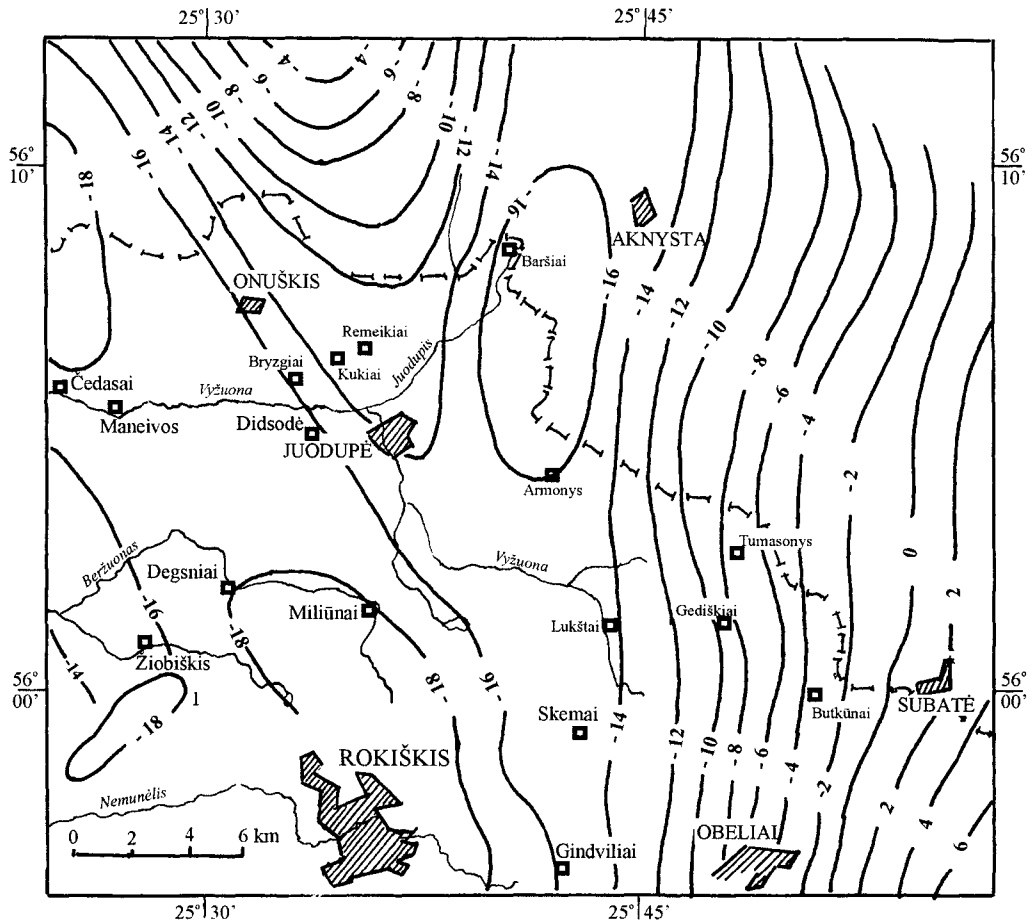 25° 30' 25° 45'
- 4 - 4
- 6 - 6
- 8 - 8
- 10 - 10
- 12 - 12
- 14 - 14
- 16
56° 10' 56° 10'
- 18
- 16
AKNYSTA
Baršiai
ONUŠKIS
- 16
- 14
- 12
- 10
- 8
- 6
- 4
- 2
0
2
Remeikiai
Kukiai
Bryzgiai
Juodupis
Čedasai
Vyžuona
Maneivos
Didsodė
JUODUPĖ
Armonys
Tumasonys
Beržuonas
Vyžuona
Degsniai
-16
-18
Miliūnai
Lukštai
Gediškiai
Žiobiškis
-14
-18
-16
56° 00' 56° 00'
1
- 18
SUBATĖ
Butkūnai
Skemai
- 14
- 12
- 10
- 8
- 6
- 4
- 2
2
4
6
ROKIŠKIS
Nemunėlis
0 2 4 6 km
OBELIAI
Gindviliai
25° 130' 25° 45'